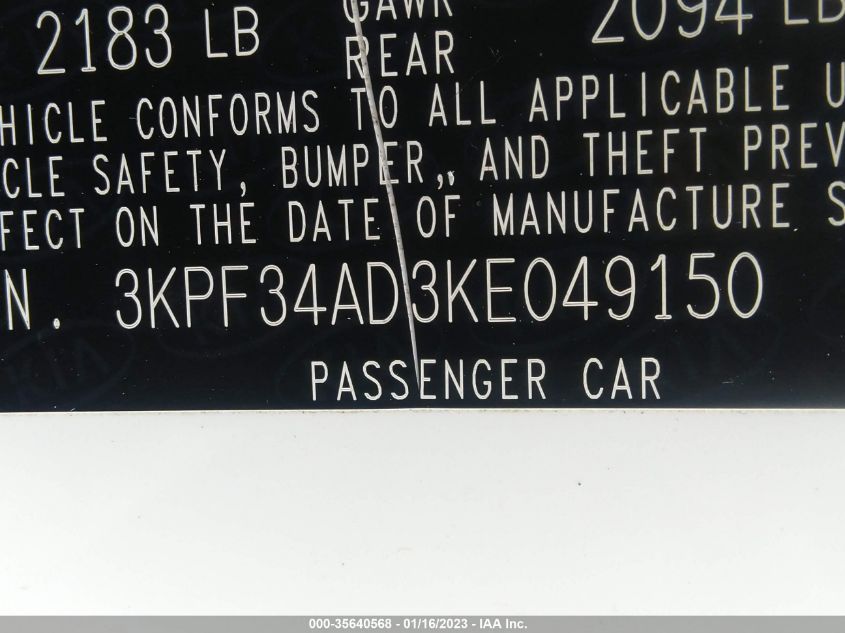 2183 LB GAWR 2094 LB
REAR
HICLE CONFORMS TO ALL APPLICABLE U
CLE SAFETY, BUMPER,, AND THEFT PREV
FECT ON THE DATE OF MANUFACTURE S
N. 3KPF34AD3KE049150
PASSENGER CAR
000-35640568 - 01/16/2023 - IAA Inc.